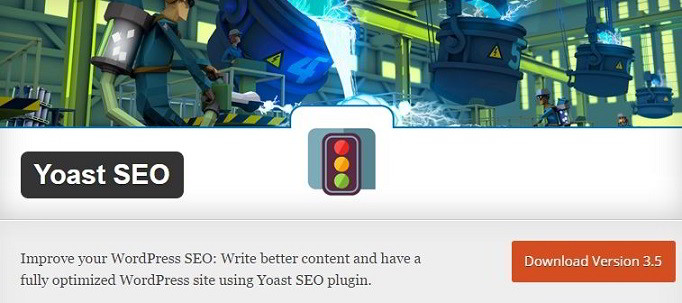 Yoast SEO
Improve your WordPress SEO: Write better content and have a
fully optimized WordPress site using Yoast SEO plugin.
Download Version 3.5